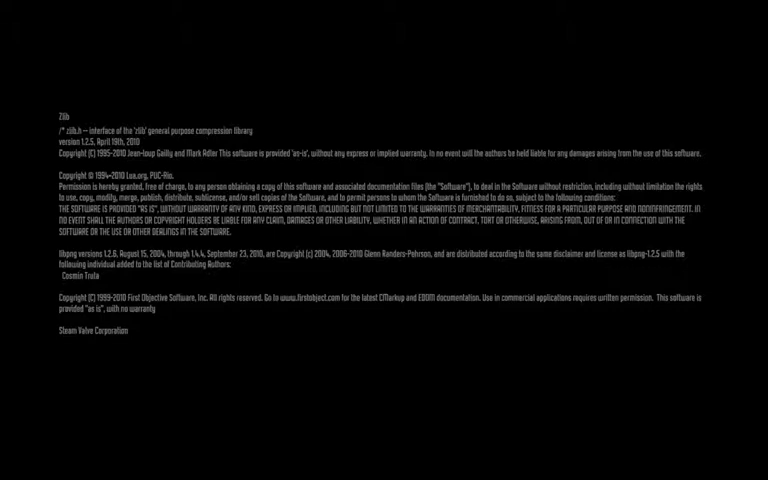 Zlib
/* zlib.h -- interface of the 'zlib' general purpose compression library
version 1.2.5, April 19th, 2010
Copyright (C) 1995-2010 Jean-loup Gailly and Mark Adler This software is provided 'as-is', without any express or implied warranty. In no event will the authors be held liable for any damages arising from the use of this software.
Copyright © 1994-2010 Lua.org, PUC-Rio.
Permission is hereby granted, free of charge, to any person obtaining a copy of this software and associated documentation files (the "Software"), to deal in the Software without restriction, including without limitation the rights
to use, copy, modify, merge, publish, distribute, sublicense, and/or sell copies of the Software, and to permit persons to whom the Software is furnished to do so, subject to the following conditions:
THE SOFTWARE IS PROVIDED "AS IS", WITHOUT WARRANTY OF ANY KIND, EXPRESS OR IMPLIED, INCLUDING BUT NOT LIMITED TO THE WARRANTIES OF MERCHANTABILITY, FITNESS FOR A PARTICULAR PURPOSE AND NONINFRINGEMENT. IN
NO EVENT SHALL THE AUTHORS OR COPYRIGHT HOLDERS BE LIABLE FOR ANY CLAIM, DAMAGES OR OTHER LIABILITY, WHETHER IN AN ACTION OF CONTRACT, TORT OR OTHERWISE, ARISING FROM, OUT OF OR IN CONNECTION WITH THE
SOFTWARE OR THE USE OR OTHER DEALINGS IN THE SOFTWARE.
libpng versions 1.2.6, August 15, 2004, through 1.4.4, September 23, 2010, are Copyright (c) 2004, 2006-2010 Glenn Randers-Pehrson, and are distributed according to the same disclaimer and license as libpng-1.2.5 with the
following individual added to the list of Contributing Authors:
Cosmin Truta
Copyright (C) 1999-2010 First Objective Software, Inc. All rights reserved. Go to www.firstobject.com for the latest CMarkup and EDOM documentation. Use in commercial applications requires written permission. This software is
provided "as is", with no warranty
Steam Valve Corporation